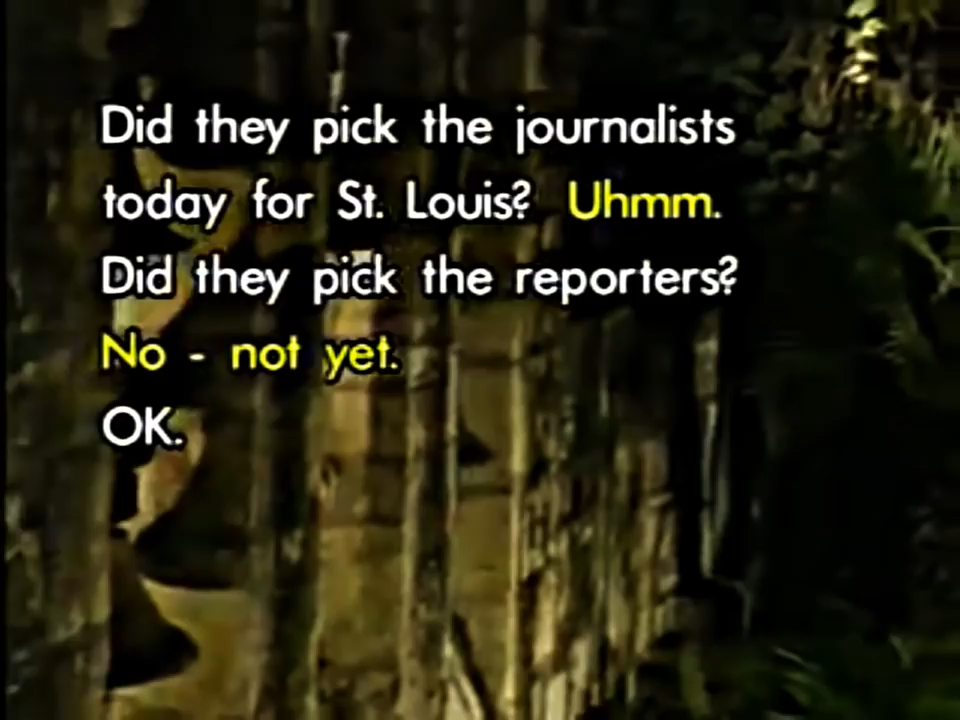 Did they pick the journalists
today for St. Louis? Uhmm.
Did they pick the reporters?
No - not yet.
OK.